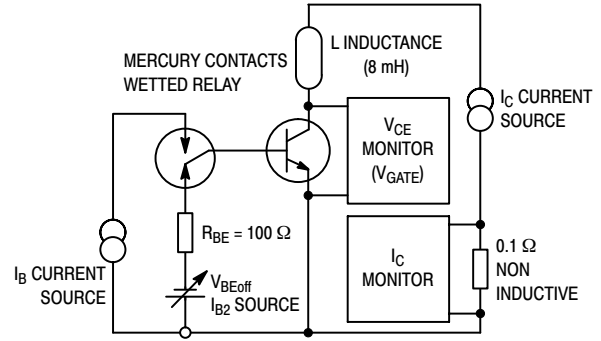 MERCURY CONTACTS
WETTED RELAY
L INDUCTANCE
(8 mH)
I_C CURRENT
SOURCE
V_CE
MONITOR
(V_GATE)
R_BE = 100 Ω
I_B CURRENT
SOURCE
V_BEoff
I_B2 SOURCE
I_C
MONITOR
0.1 Ω
NON
INDUCTIVE